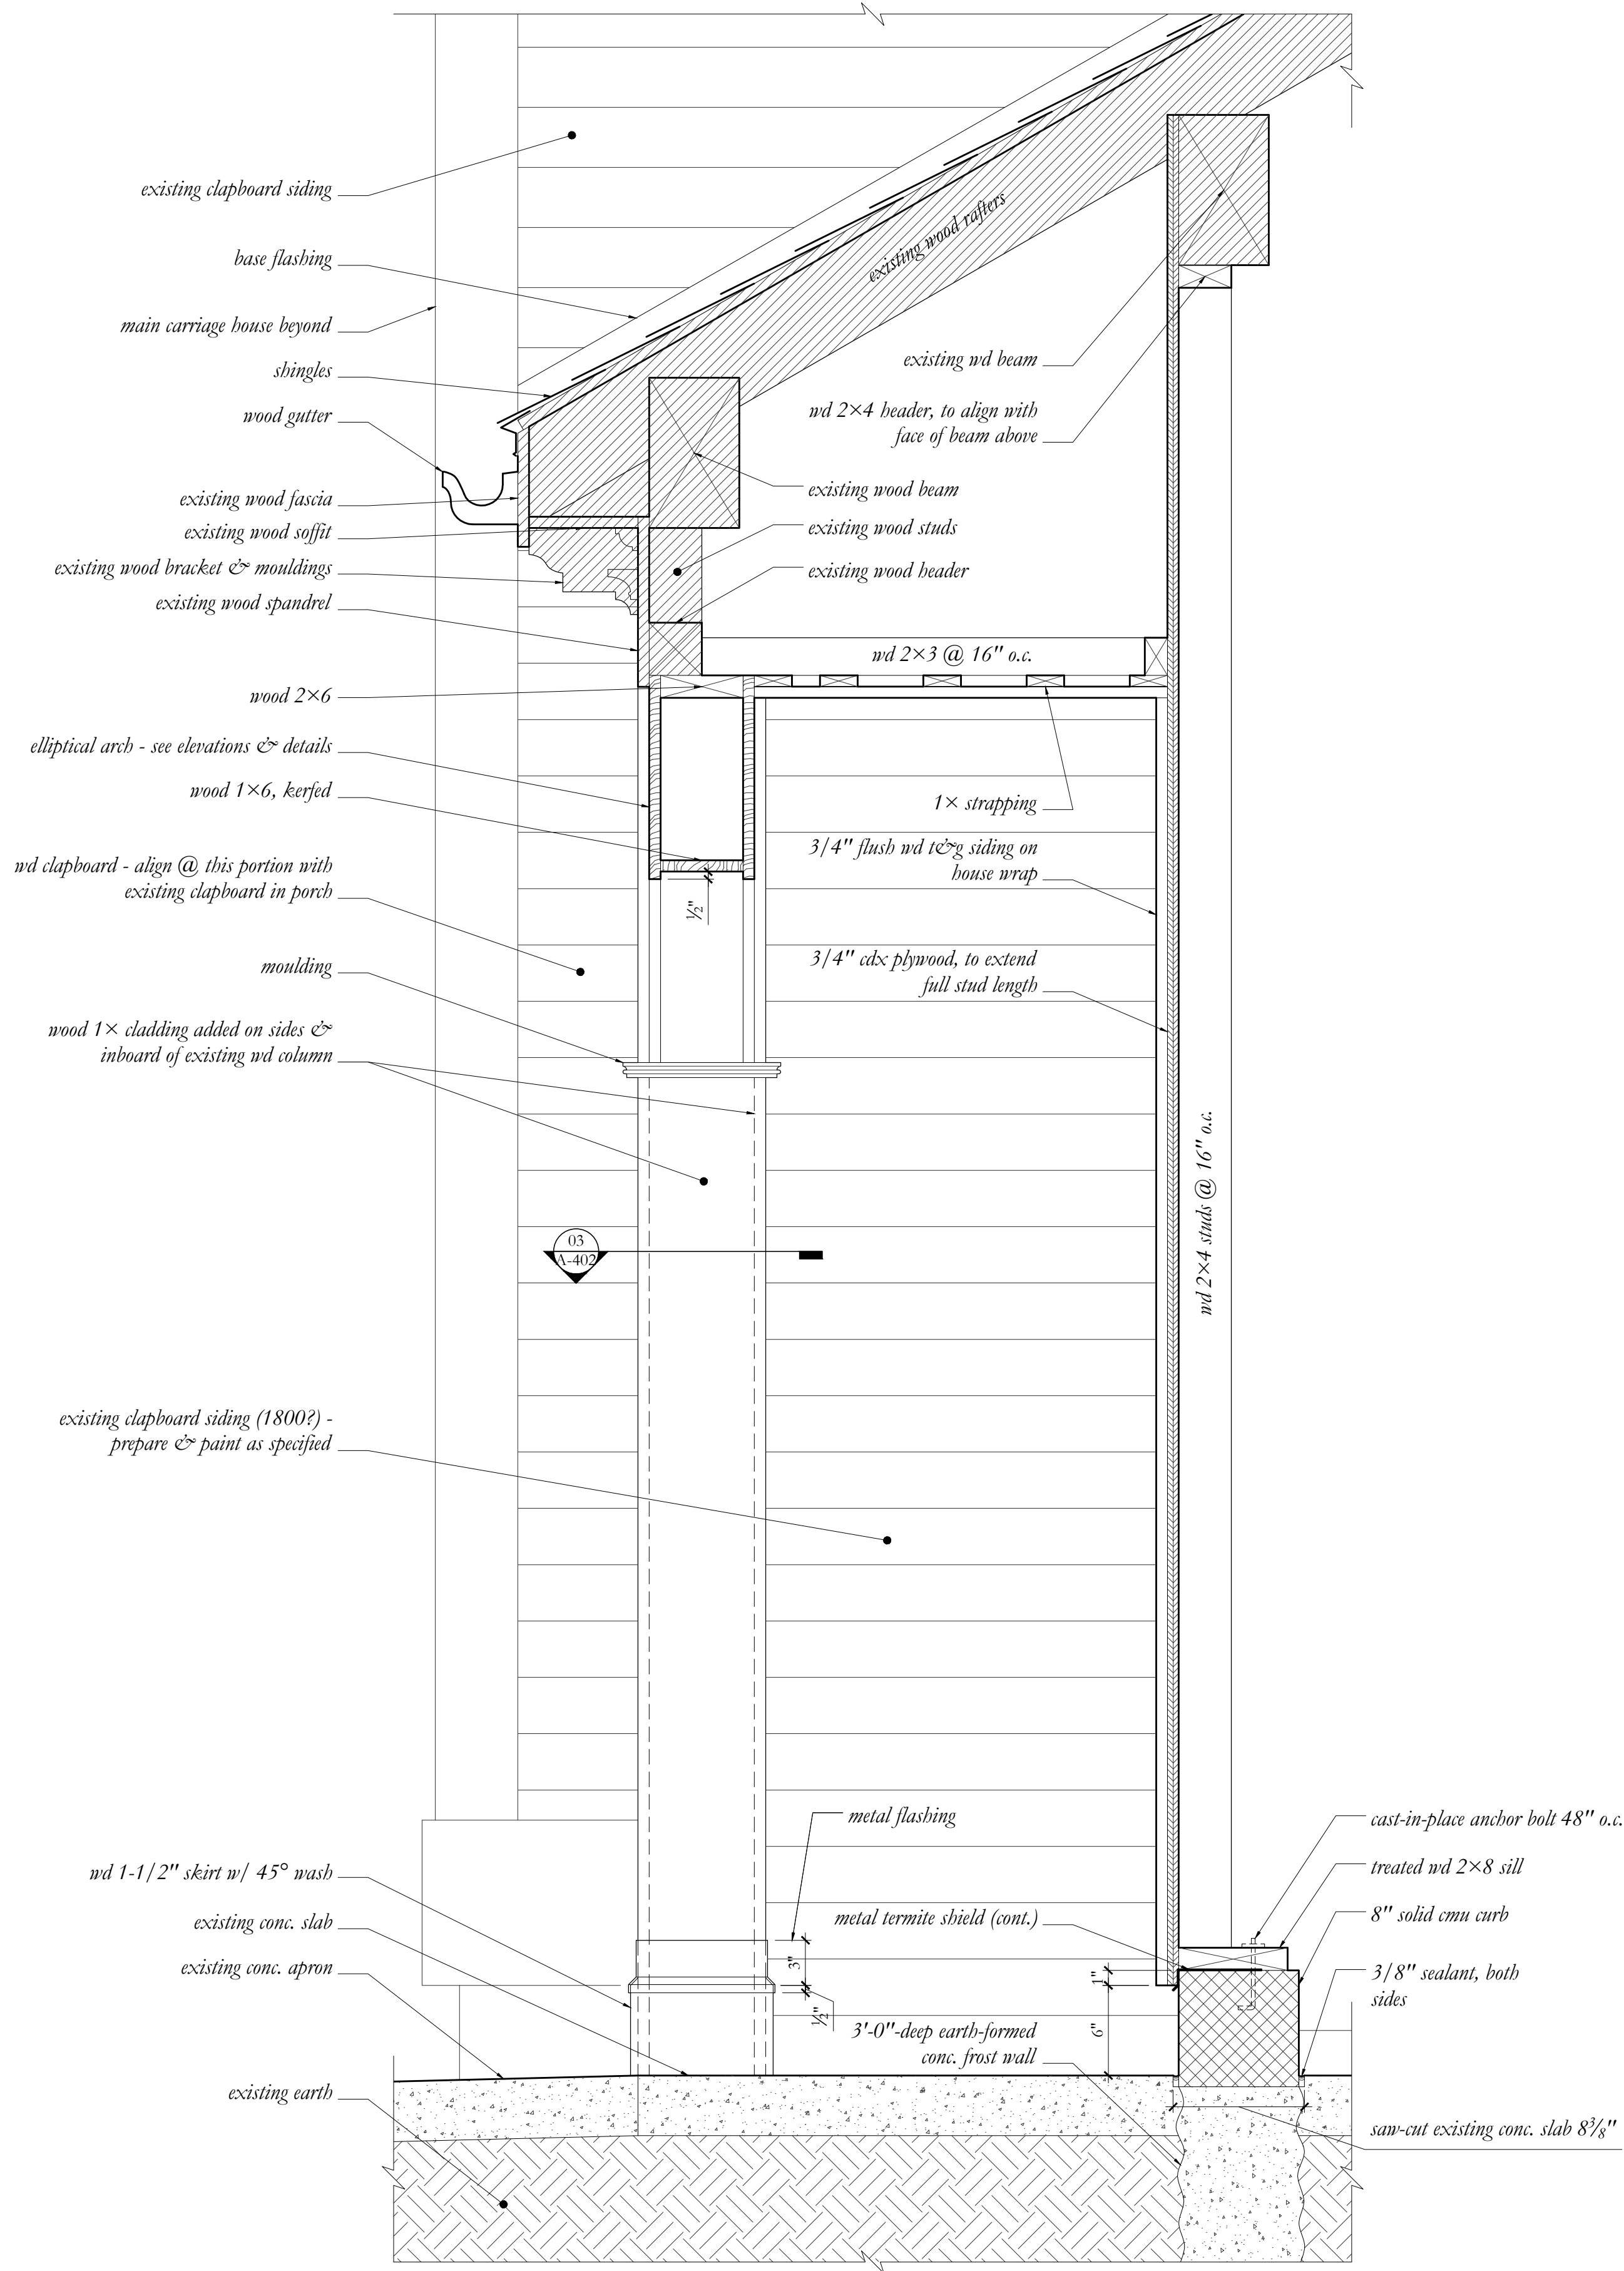 existing clapboard siding
base flashing
main carriage house beyond
shingles
wood gutter
existing wood fascia
existing wood soffit
existing wood bracket & mouldings
existing wood spandrel
wood 2×6
elliptical arch - see elevations & details
wood 1×6, kerfed
wd clapboard - align @ this portion with
existing clapboard in porch
moulding
wood 1× cladding added on sides &
inboard of existing wd column
existing clapboard siding (1800?) -
prepare & paint as specified
wd 1-1/2" skirt w/ 45° wash
existing conc. slab
existing conc. apron
existing earth
existing wood rafters
existing wd beam
wd 2×4 header, to align with
face of beam above
existing wood beam
existing wood studs
existing wood header
wd 2×3 @ 16" o.c.
1× strapping
3/4" flush wd t&g siding on
house wrap
½"
3/4" cdx plywood, to extend
full stud length
wd 2×4 studs @ 16" o.c.
03
A-402
metal flashing
metal termite shield (cont.)
3"
½"
1"
6"
3'-0"-deep earth-formed
conc. frost wall
cast-in-place anchor bolt 48" o.c.
treated wd 2×8 sill
8" solid cmu curb
3/8" sealant, both
sides
saw-cut existing conc. slab 8⅜"